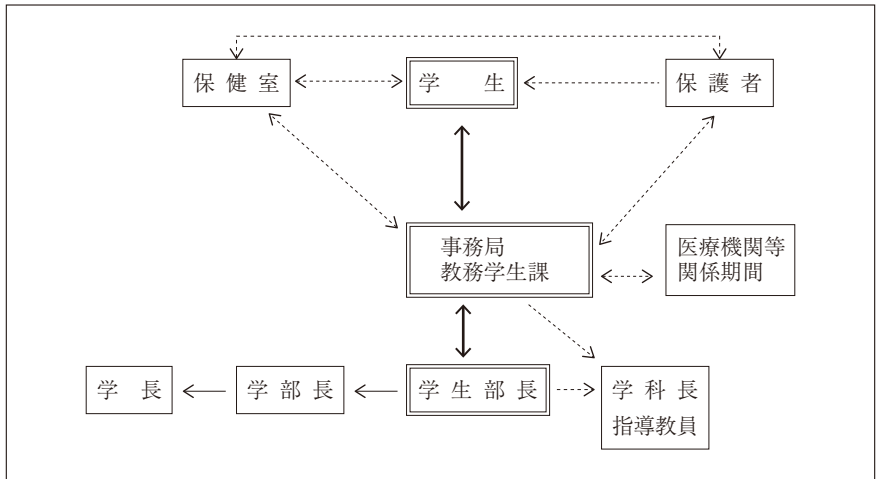 保健室
学生
保護者
事務局
教務学生課
医療機関等
関係期間
学長
学部長
学生部長
学科長
指導教員